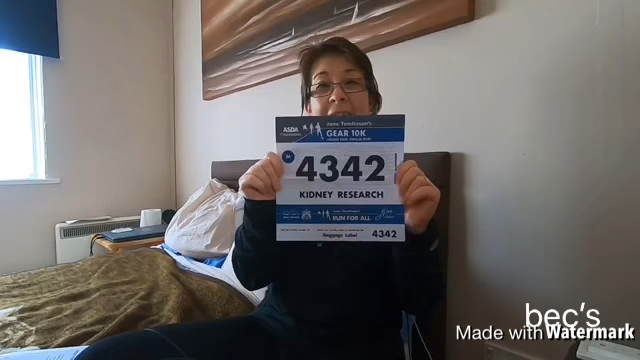 ASDA
Jane Tomlinson's
GEAR 10K
4342
KIDNEY RESEARCH
Jane Tomlinson's
RUN FOR ALL
Baggage Label
4342
bec's
Made with Watermark